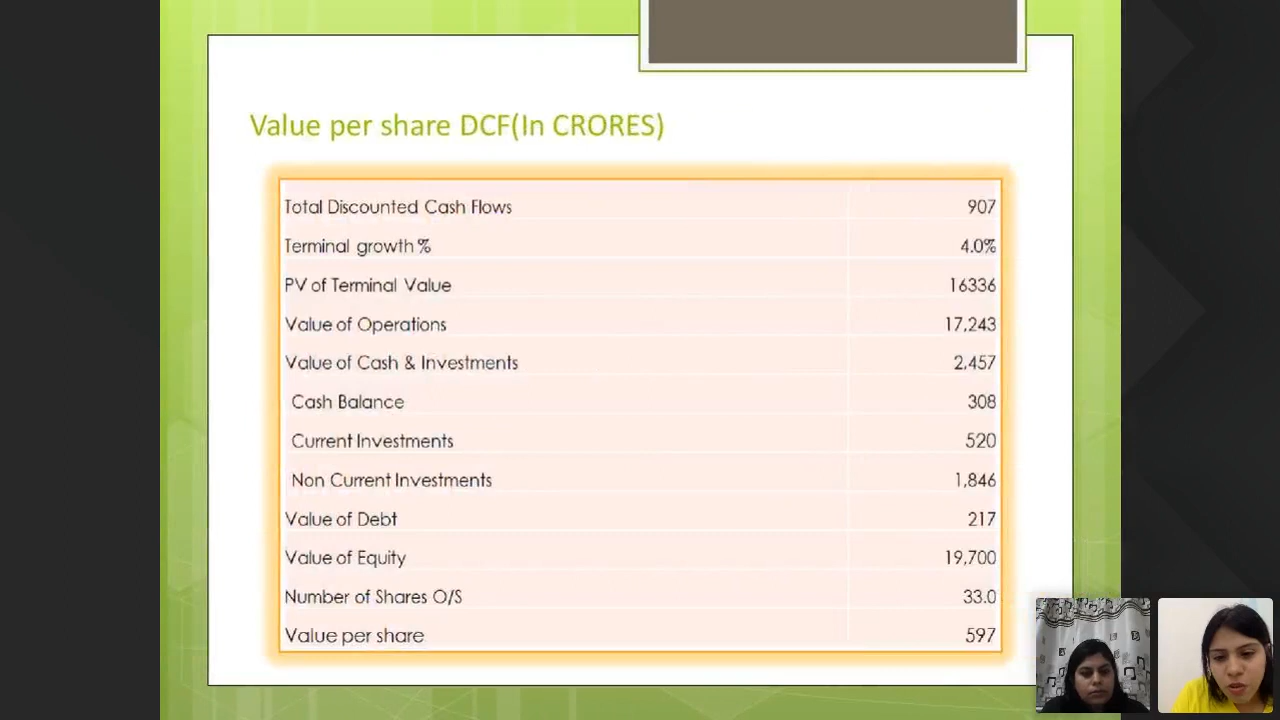 Value per share DCF(In CRORES)
Total Discounted Cash Flows 907
Terminal growth % 4.0%
PV of Terminal Value 16336
Value of Operations 17,243
Value of Cash & Investments 2,457
Cash Balance 308
Current Investments 520
Non Current Investments 1,846
Value of Debt 217
Value of Equity 19,700
Number of Shares O/S 33.0
Value per share 597